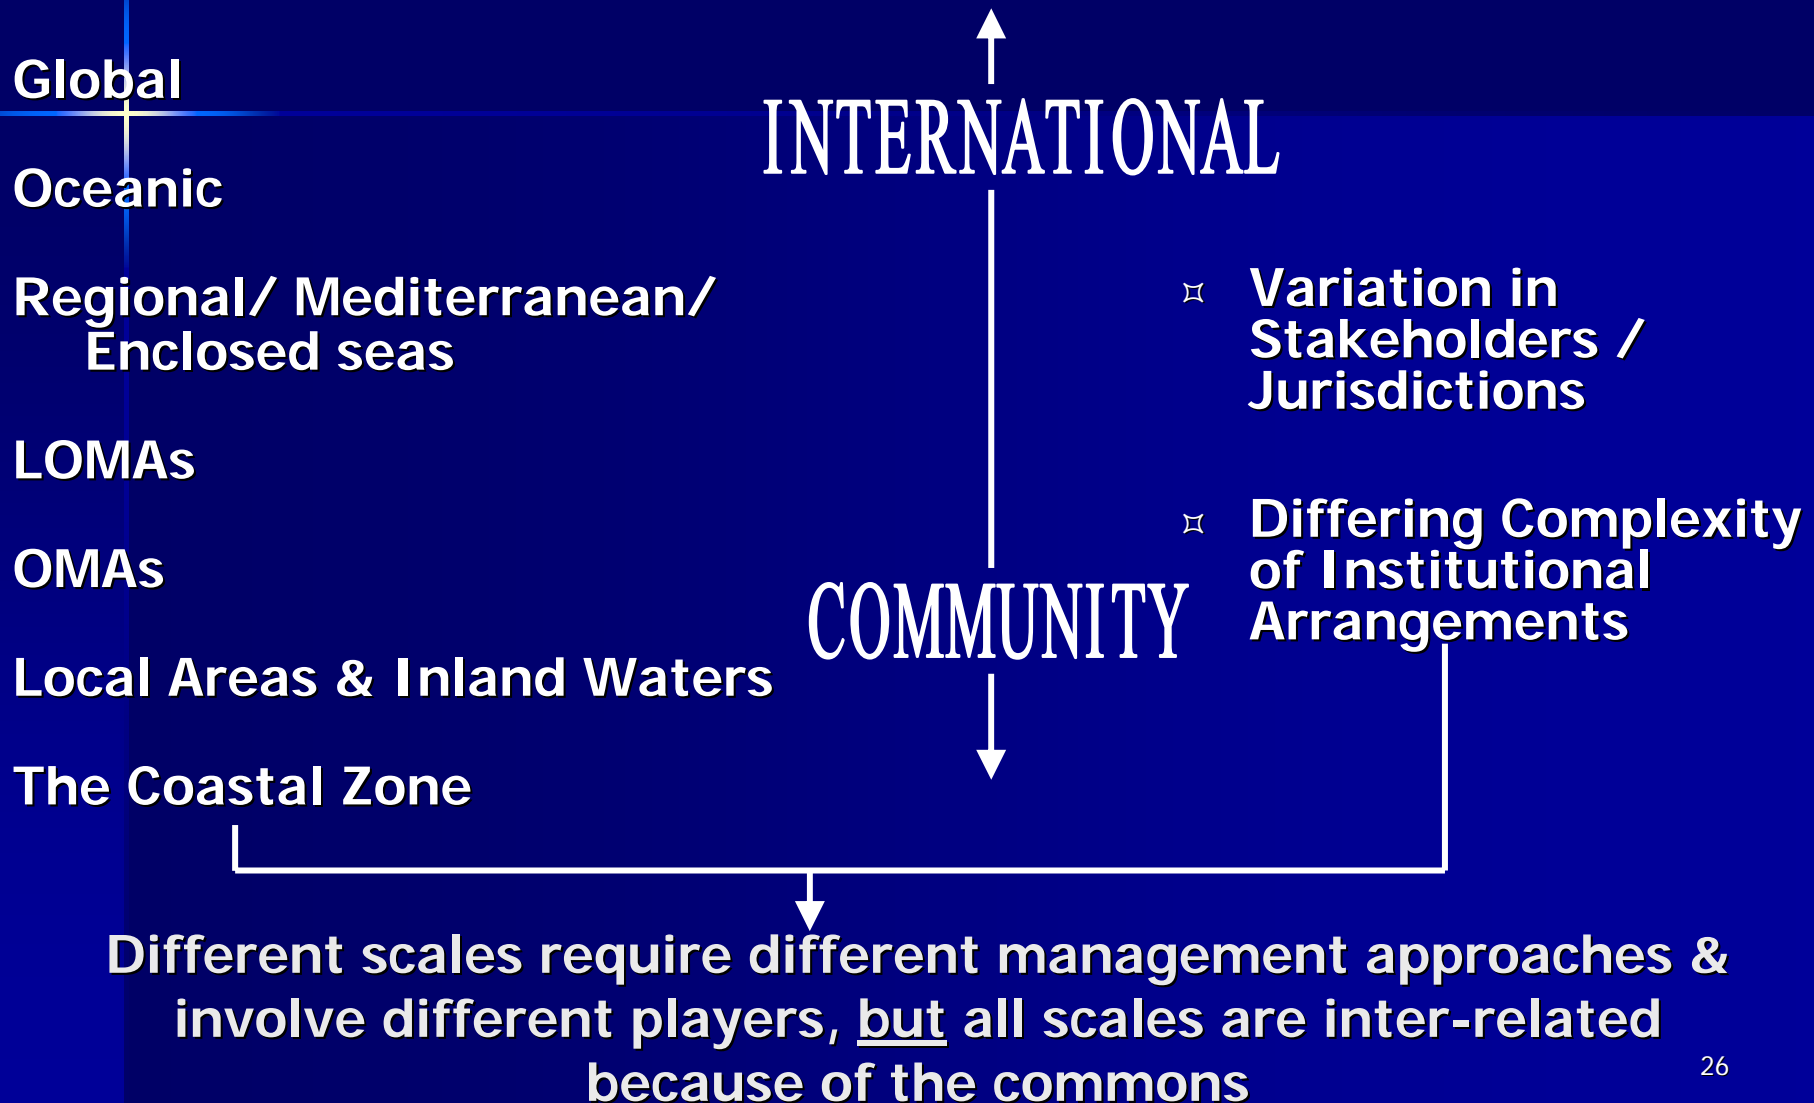 Global
Oceanic
Regional/ Mediterranean/
Enclosed seas
LOMAs
OMAs
Local Areas & Inland Waters
The Coastal Zone
INTERNATIONAL
COMMUNITY
Variation in
Stakeholders /
Jurisdictions
Differing Complexity
of Institutional
Arrangements
Different scales require different management approaches &
involve different players, but all scales are inter-related
because of the commons
26